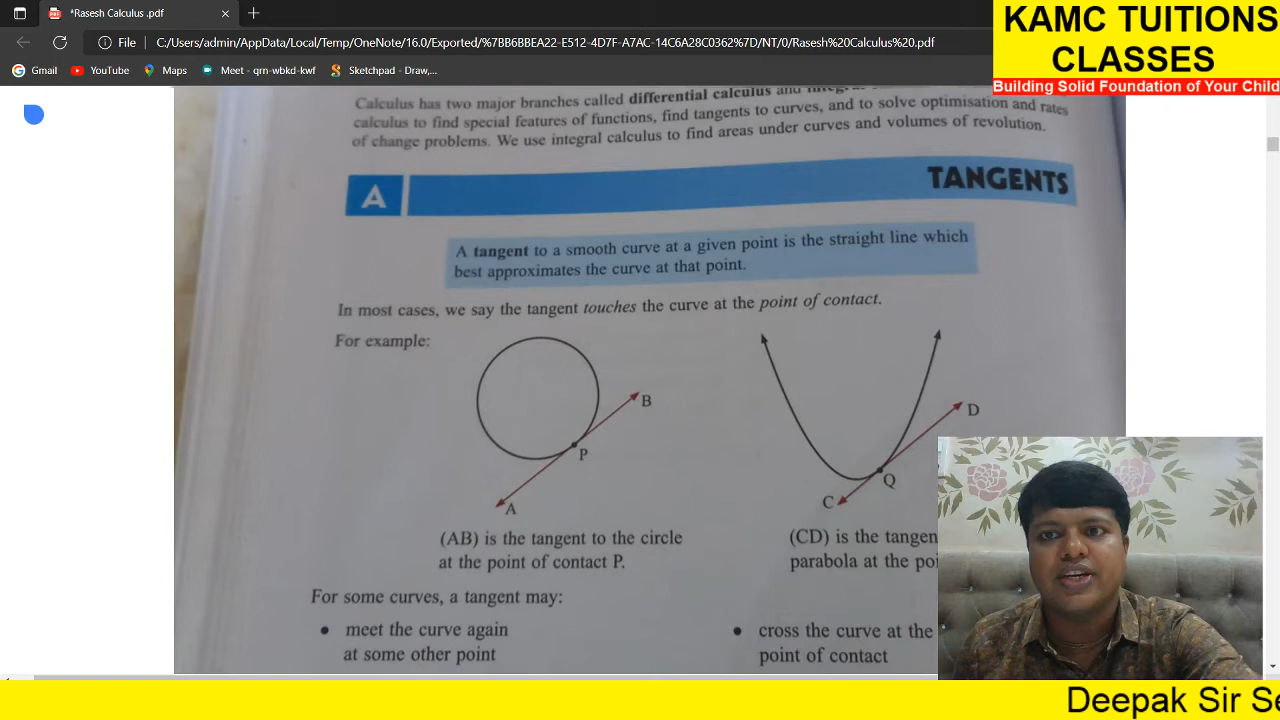 *Rasesh Calculus .pdf
File
C:/Users/admin/AppData/Local/Temp/OneNote/16.0/Exported/%7BB6BBEA22-E512-4D7F-A7AC-14C6A28C0362%7D/NT/0/Rasesh%20Calculus%20.pdf
Gmail
YouTube
Maps
Meet - qrn-wbkd-kwf
Sketchpad - Draw,...
KAMC TUITIONS
CLASSES
Building Solid Foundation of Your Child
Calculus has two major branches called differential calculus and
calculus to find special features of functions, find tangents to curves, and to solve optimisation and rates
of change problems. We use integral calculus to find areas under curves and volumes of revolution.
A
TANGENTS
A tangent to a smooth curve at a given point is the straight line which
best approximates the curve at that point.
In most cases, we say the tangent touches the curve at the point of contact.
For example:
B
P
A
D
Q
C
(AB) is the tangent to the circle
at the point of contact P.
(CD) is the tangen
parabola at the poi
For some curves, a tangent may:
• meet the curve again
at some other point
• cross the curve at the
point of contact
Deepak Sir Se